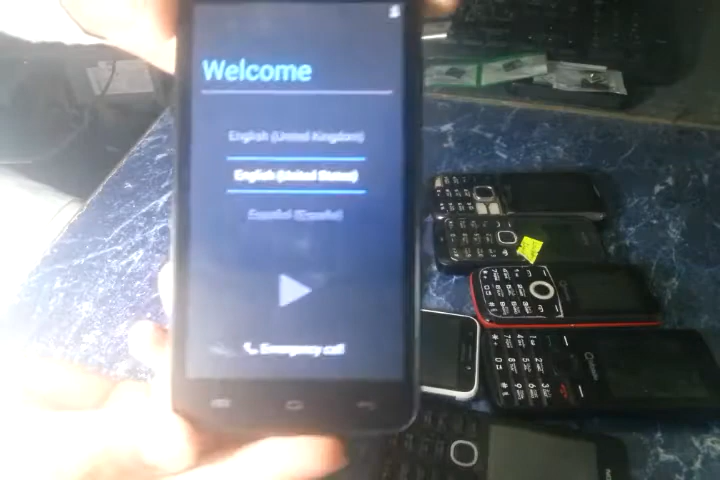 Welcome
English (United Kingdom)
English (United States)
Español (España)
Emergency call